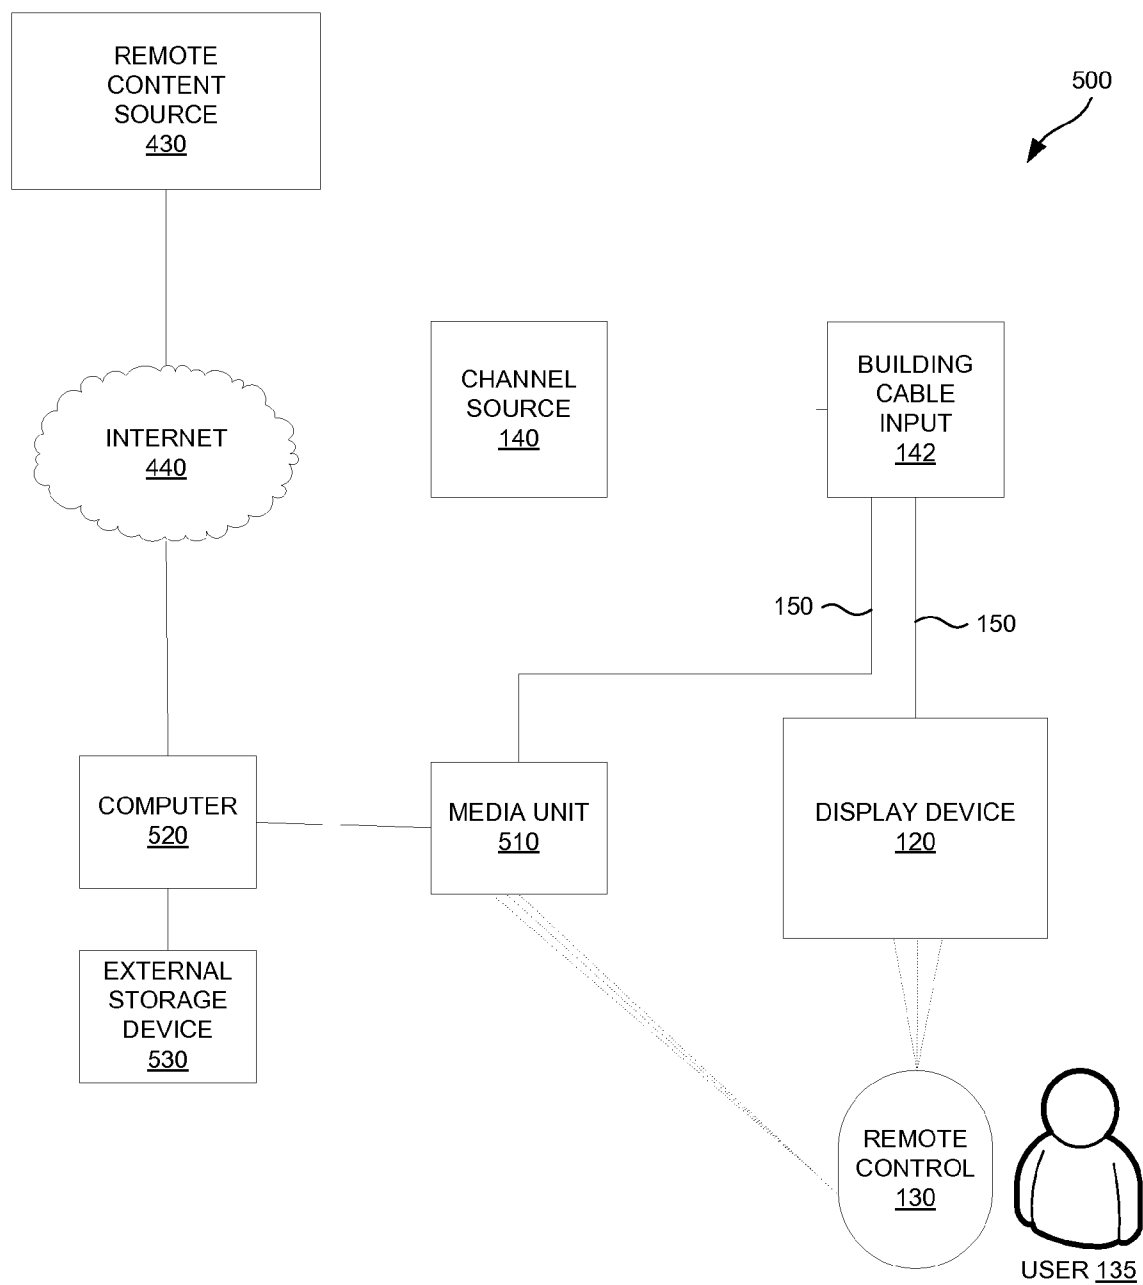 REMOTE
CONTENT
SOURCE
430
500
CHANNEL
SOURCE
140
BUILDING
CABLE
INPUT
142
INTERNET
440
150
150
COMPUTER
520
MEDIA UNIT
510
DISPLAY DEVICE
120
EXTERNAL
STORAGE
DEVICE
530
REMOTE
CONTROL
130
USER 135